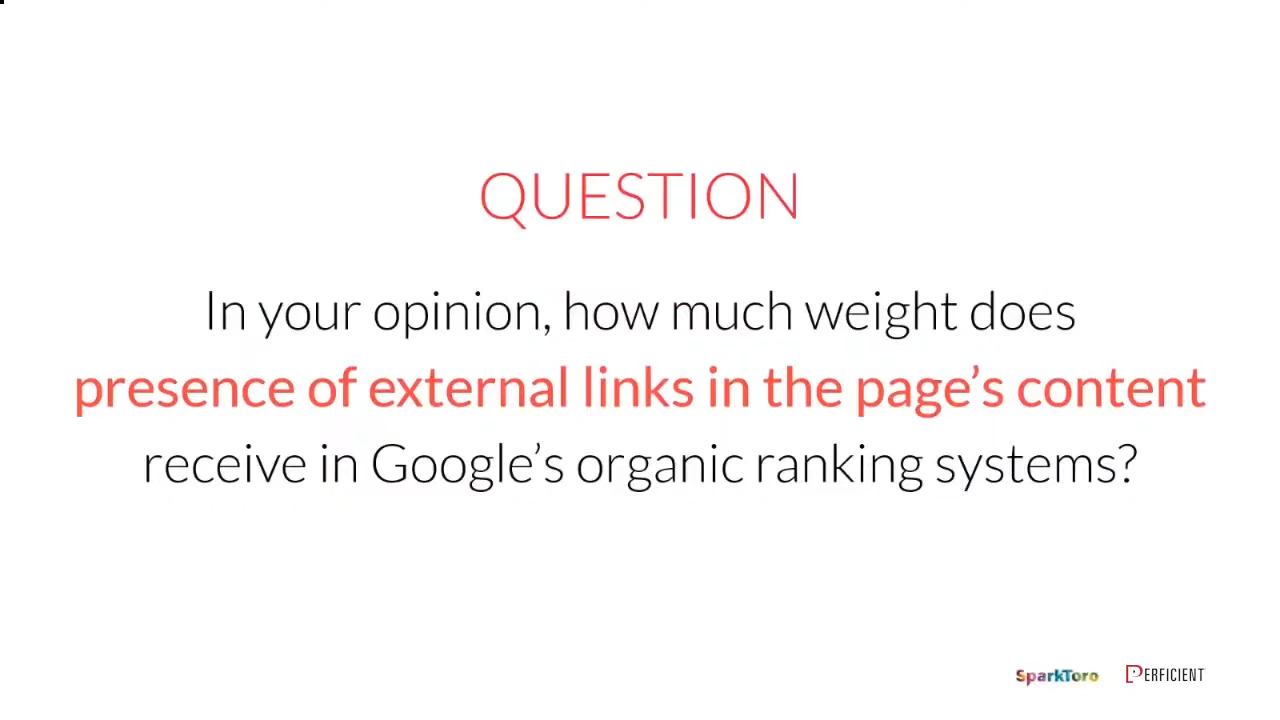 QUESTION
In your opinion, how much weight does
presence of external links in the page’s content
receive in Google’s organic ranking systems?
SparkToro PERFICIENT